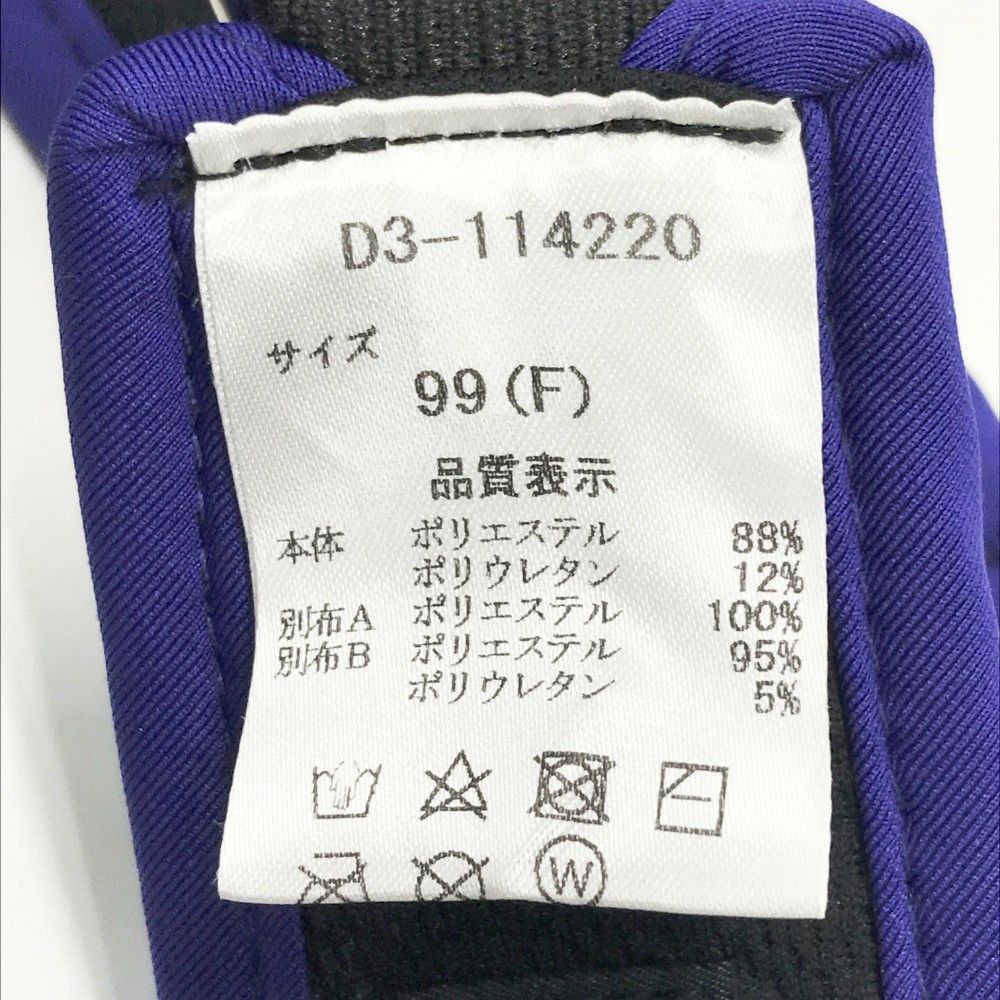 D3-114220
サイズ
99(F)
品質表示
本体 ポリエステル 88%
ポリウレタン 12%
別布A ポリエステル 100%
別布B ポリエステル 95%
ポリウレタン 5%
W